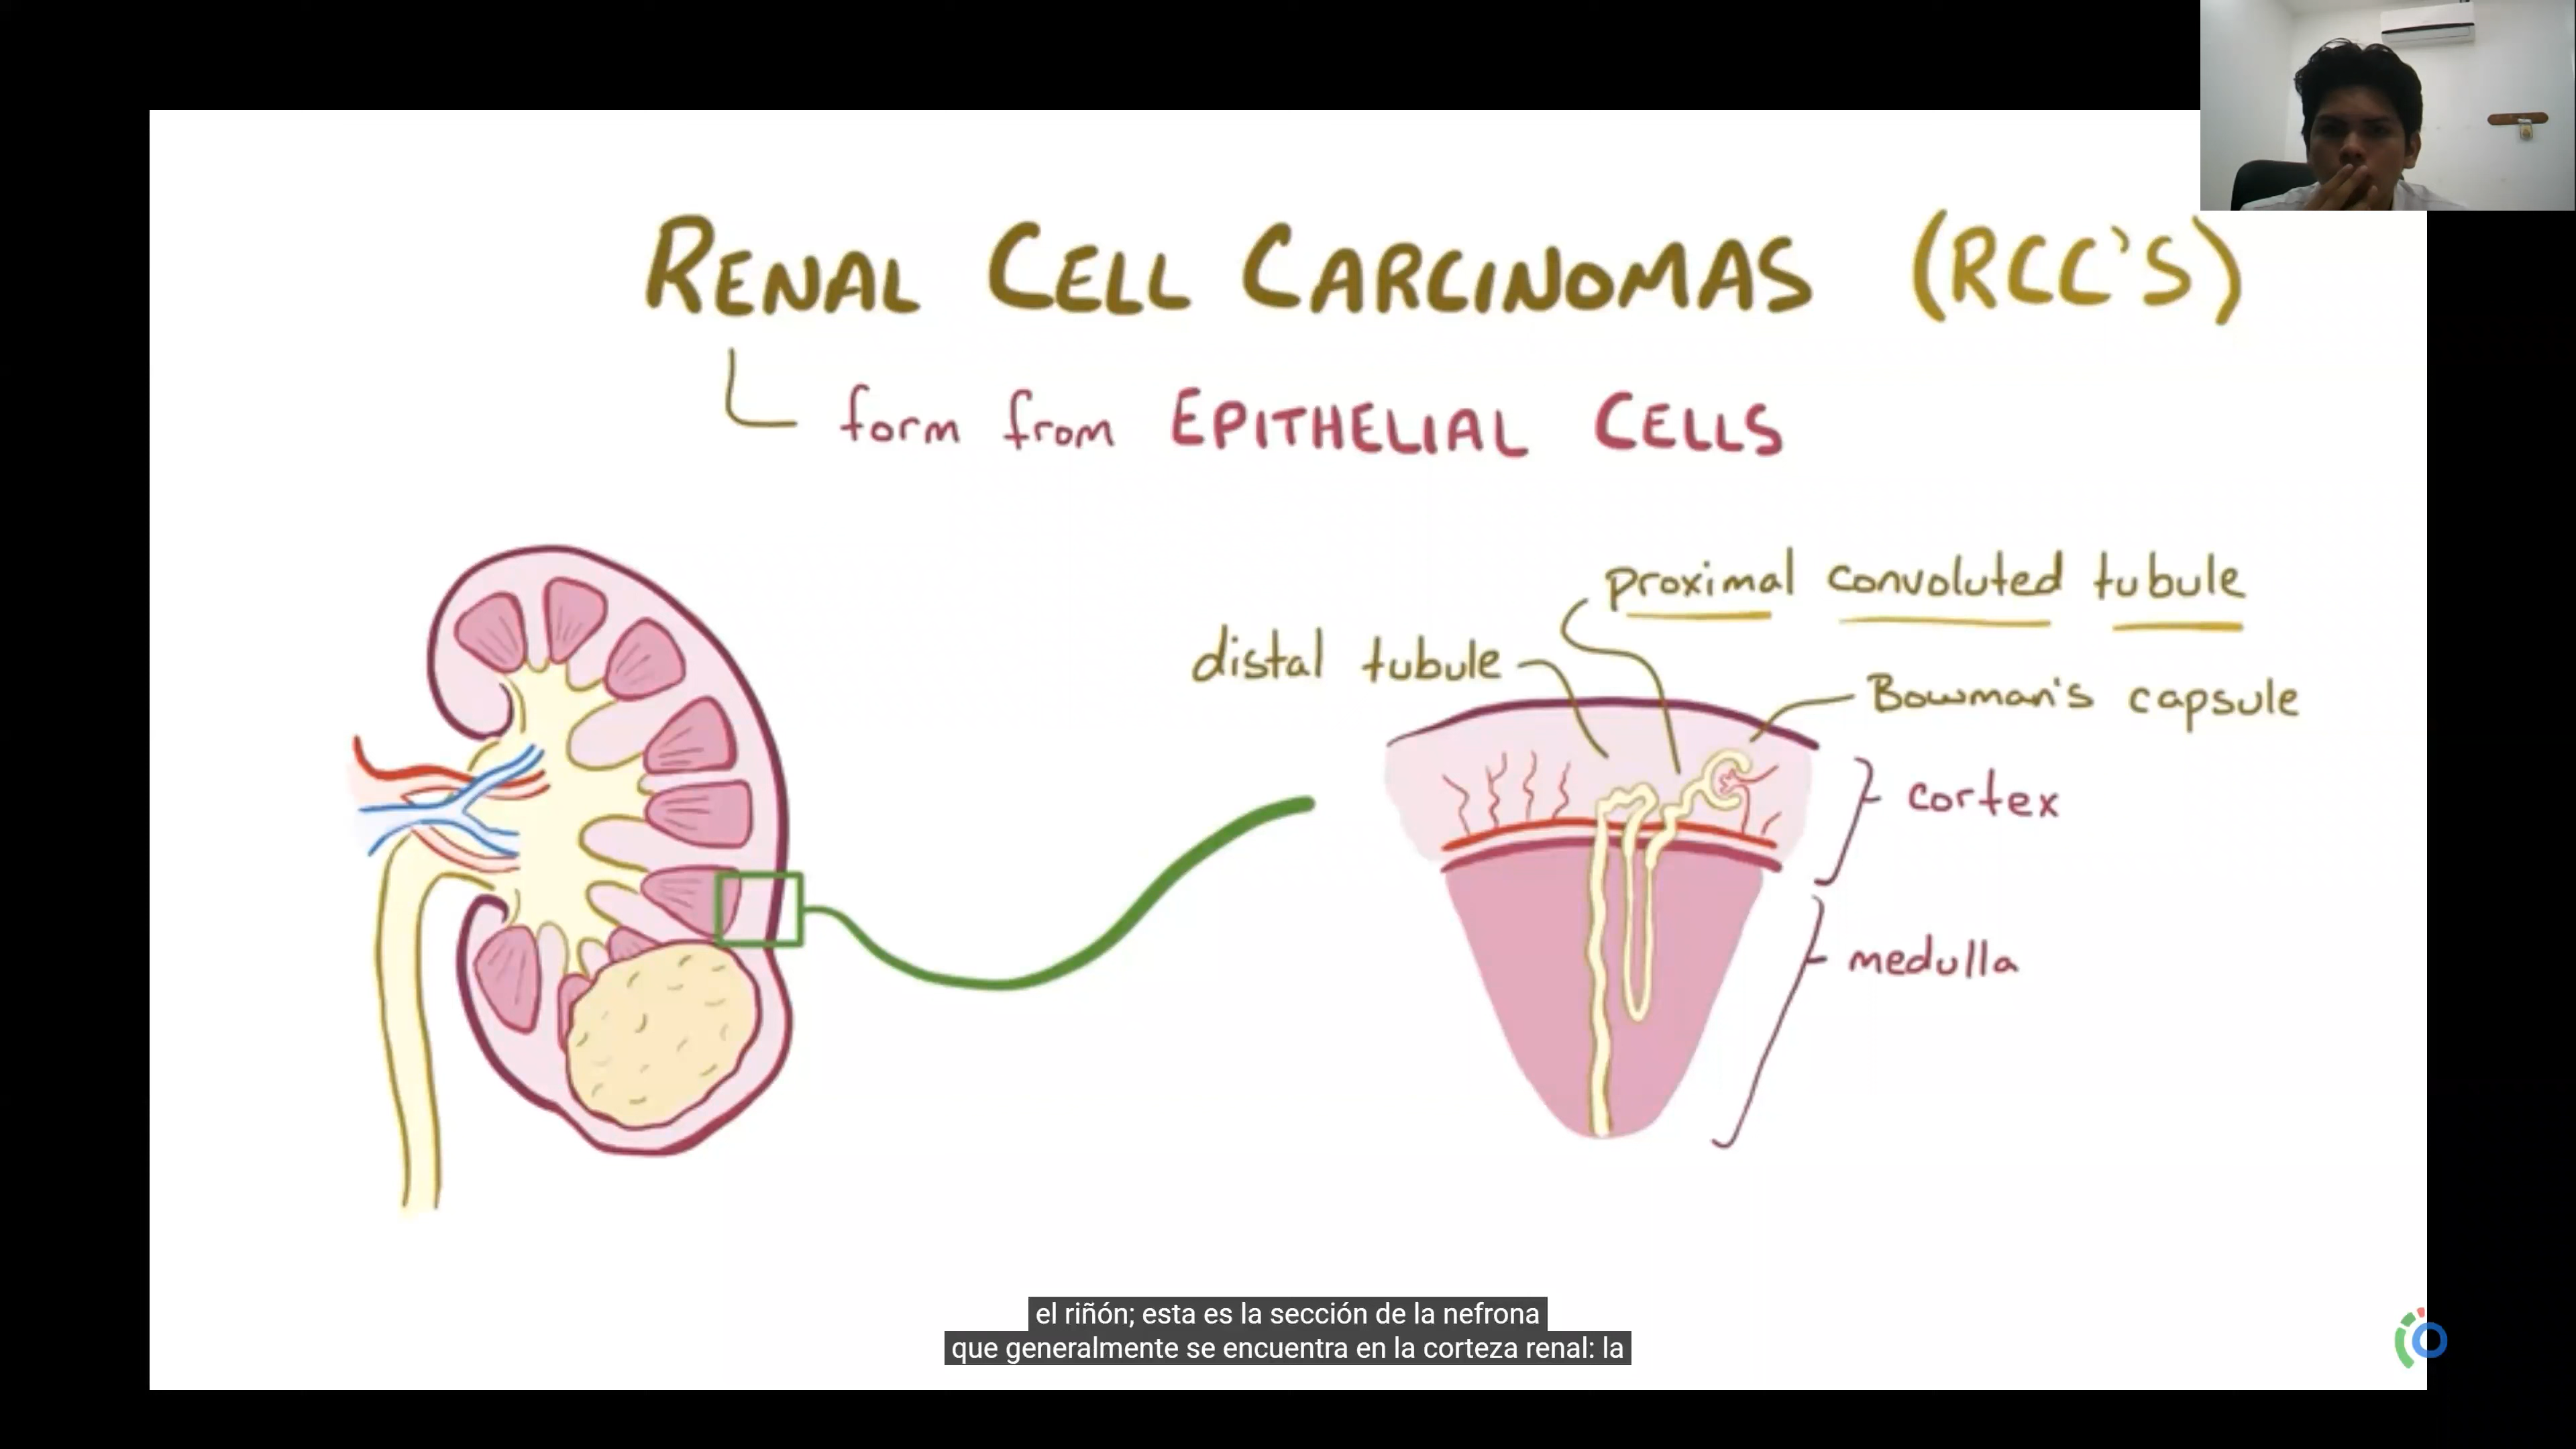 RENAL CELL CARCINOMAS (RCC'S)
form from EPITHELIAL CELLS
proximal convoluted tubule
distal tubule
Bowman's capsule
cortex
medulla
el riñón; esta es la sección de la nefrona
que generalmente se encuentra en la corteza renal: la